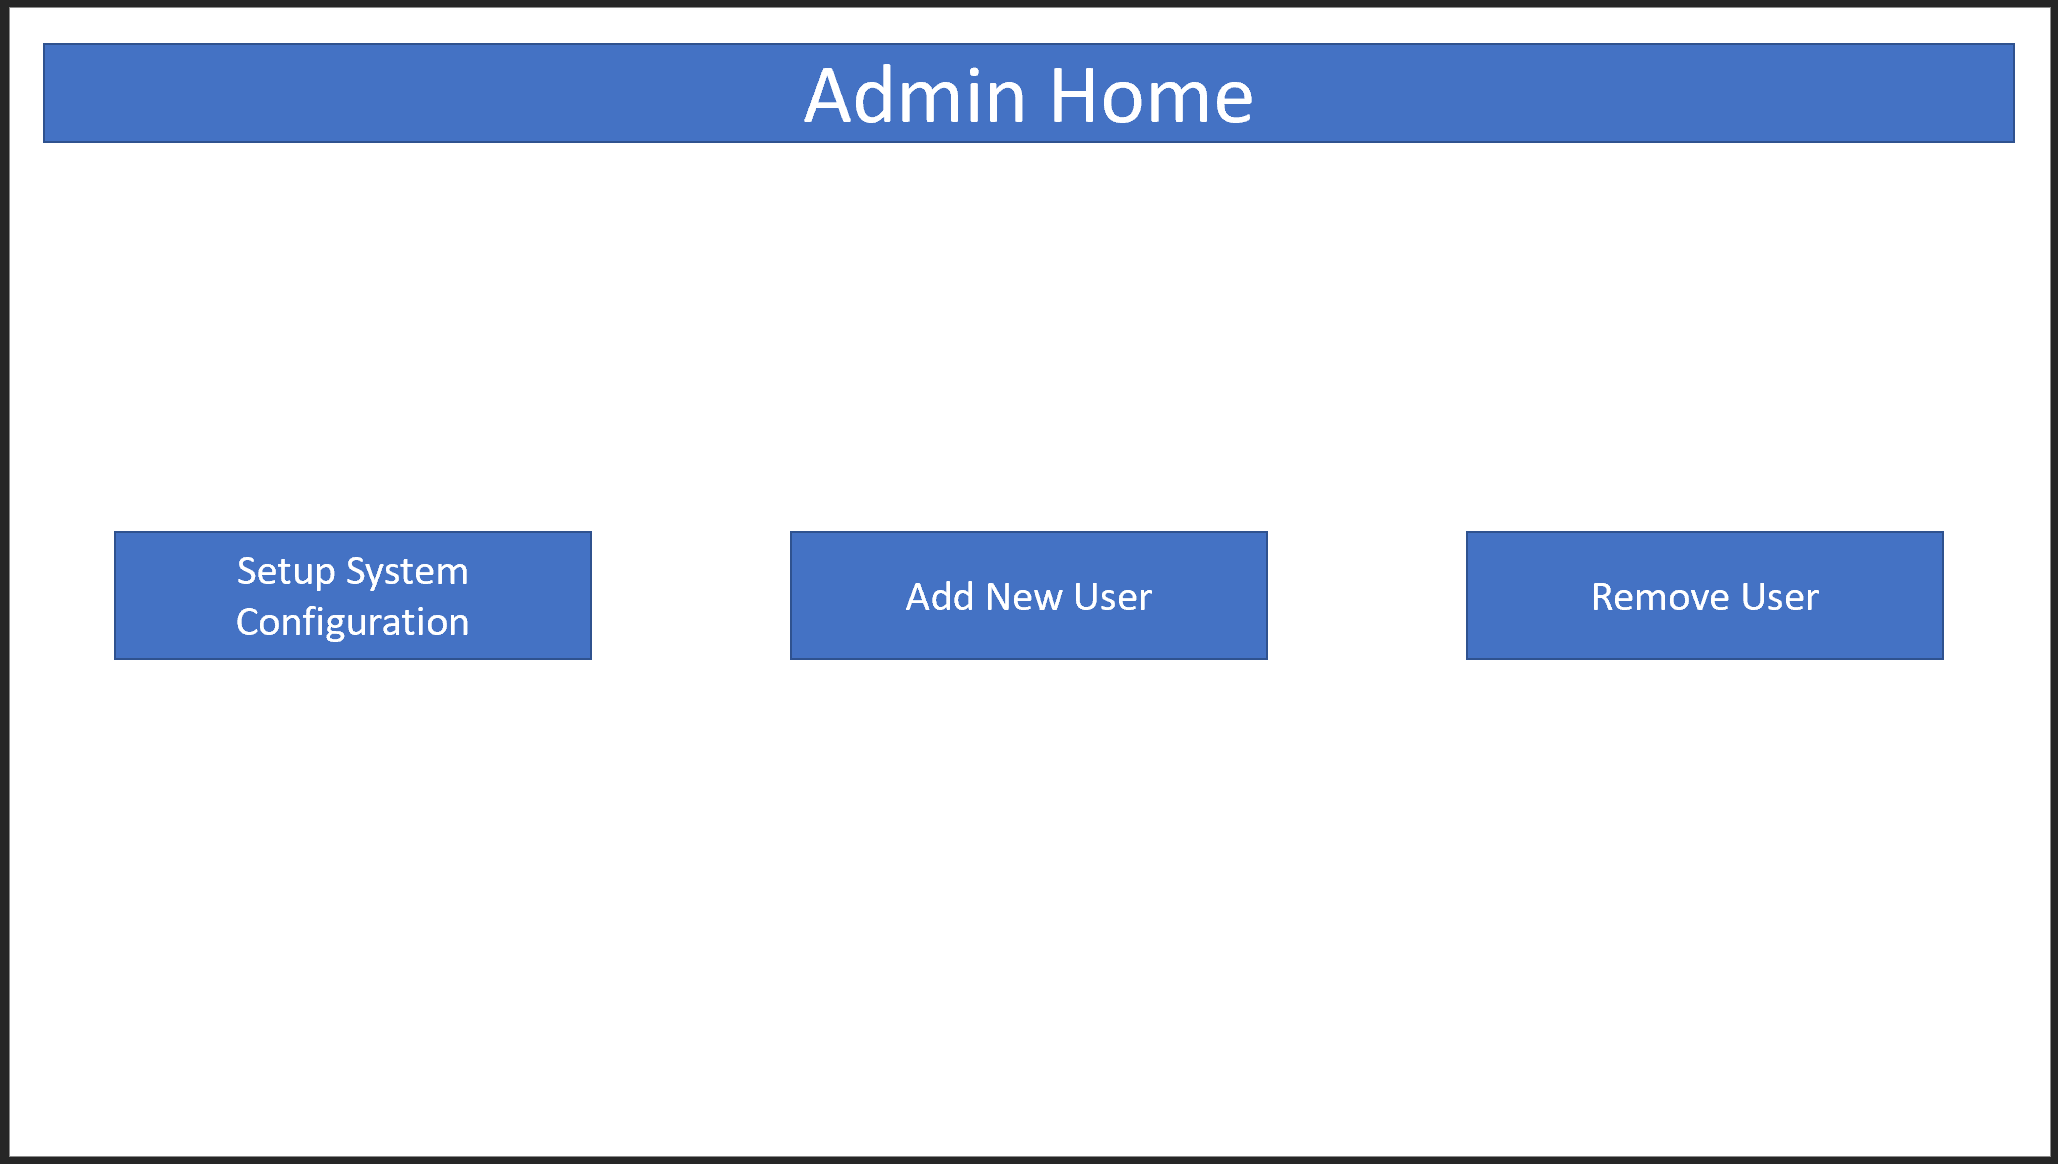 Admin Home
Setup System
Configuration
Add New User
Remove User